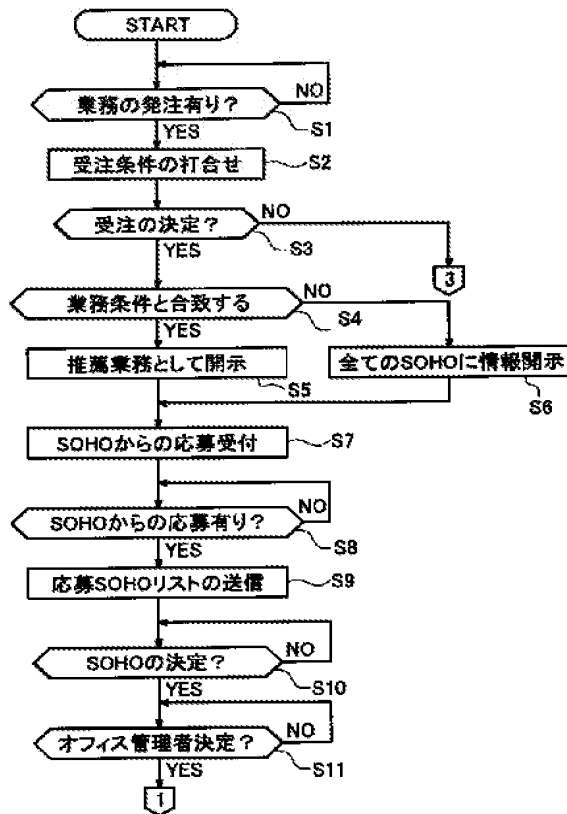 START
NO
業務の発注有り?
S1
YES
受注条件の打合せ
S2
受注の決定?
NO
S3
YES
3
業務条件と合致する
NO
S4
YES
推薦業務として開示
S5
全てのSOHOに情報開示
S6
SOHOからの応募受付
S7
NO
SOHOからの応募有り?
S8
YES
応募SOHOリストの送信
S9
NO
SOHOの決定?
S10
YES
NO
オフィス管理者決定?
S11
YES
1